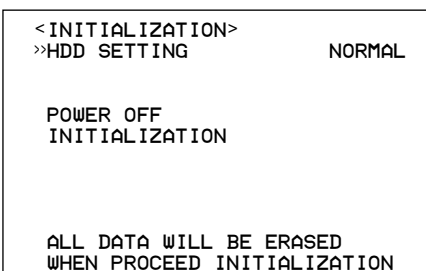 <INITIALIZATION>
»HDD SETTING NORMAL
POWER OFF
INITIALIZATION
ALL DATA WILL BE ERASED
WHEN PROCEED INITIALIZATION